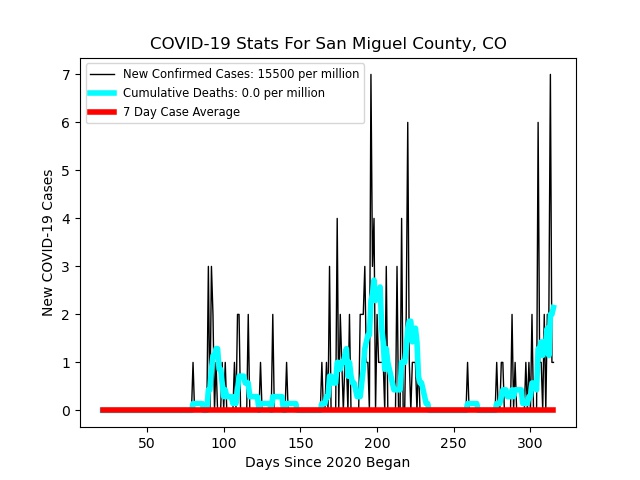 COVID-19 Stats For San Miguel County, CO
New Confirmed Cases: 15500 per million
Cumulative Deaths: 0.0 per million
7 Day Case Average
7
6
5
4
3
2
1
0
New COVID-19 Cases
50 100 150 200 250 300
Days Since 2020 Began